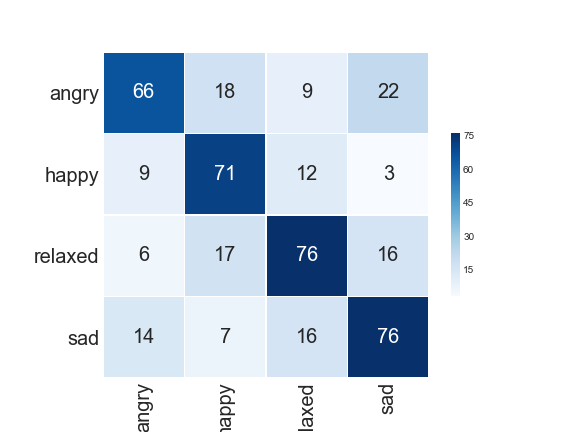 angry 66 18 9 22
happy 9 71 12 3
relaxed 6 17 76 16
sad 14 7 16 76
angry happy laxed sad
75
60
45
30
15